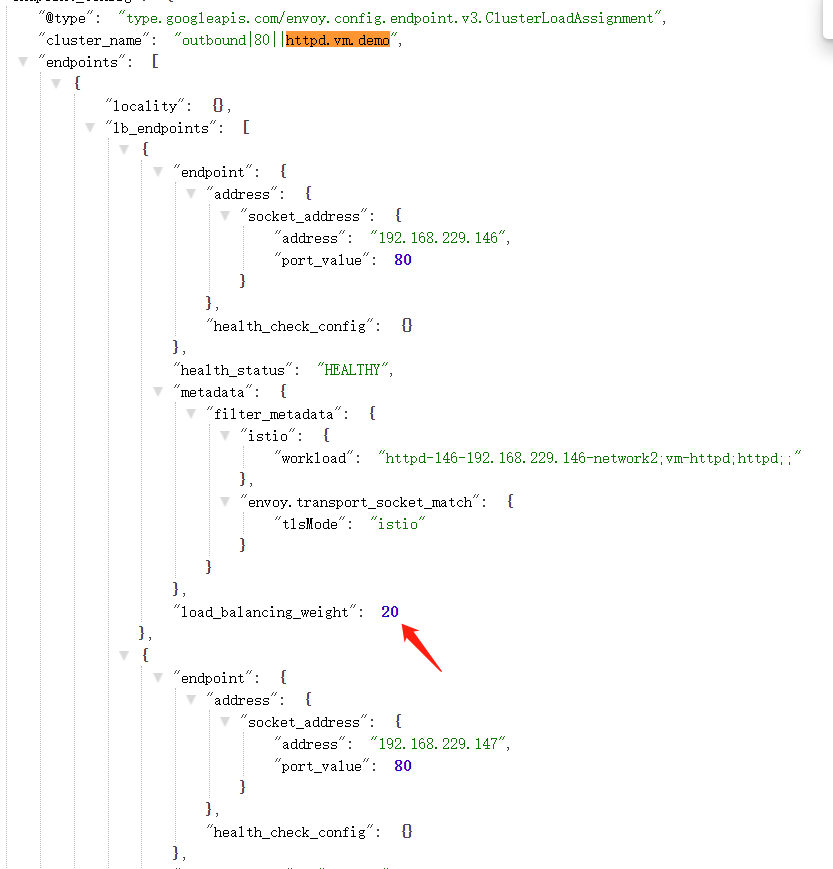 "@type": "type.googleapis.com/envoy.config.endpoint.v3.ClusterLoadAssignment",
"cluster_name": "outbound|80||httpd.vm.demo",
"endpoints": [
{
"locality": {},
"lb_endpoints": [
{
"endpoint": {
"address": {
"socket_address": {
"address": "192.168.229.146",
"port_value": 80
}
},
"health_check_config": {}
},
"health_status": "HEALTHY",
"metadata": {
"filter_metadata": {
"istio": {
"workload": "httpd-146-192.168.229.146-network2;vm-httpd;httpd;;"
},
"envoy.transport_socket_match": {
"tlsMode": "istio"
}
}
},
"load_balancing_weight": 20
},
{
"endpoint": {
"address": {
"socket_address": {
"address": "192.168.229.147",
"port_value": 80
}
},
"health_check_config": {}
},